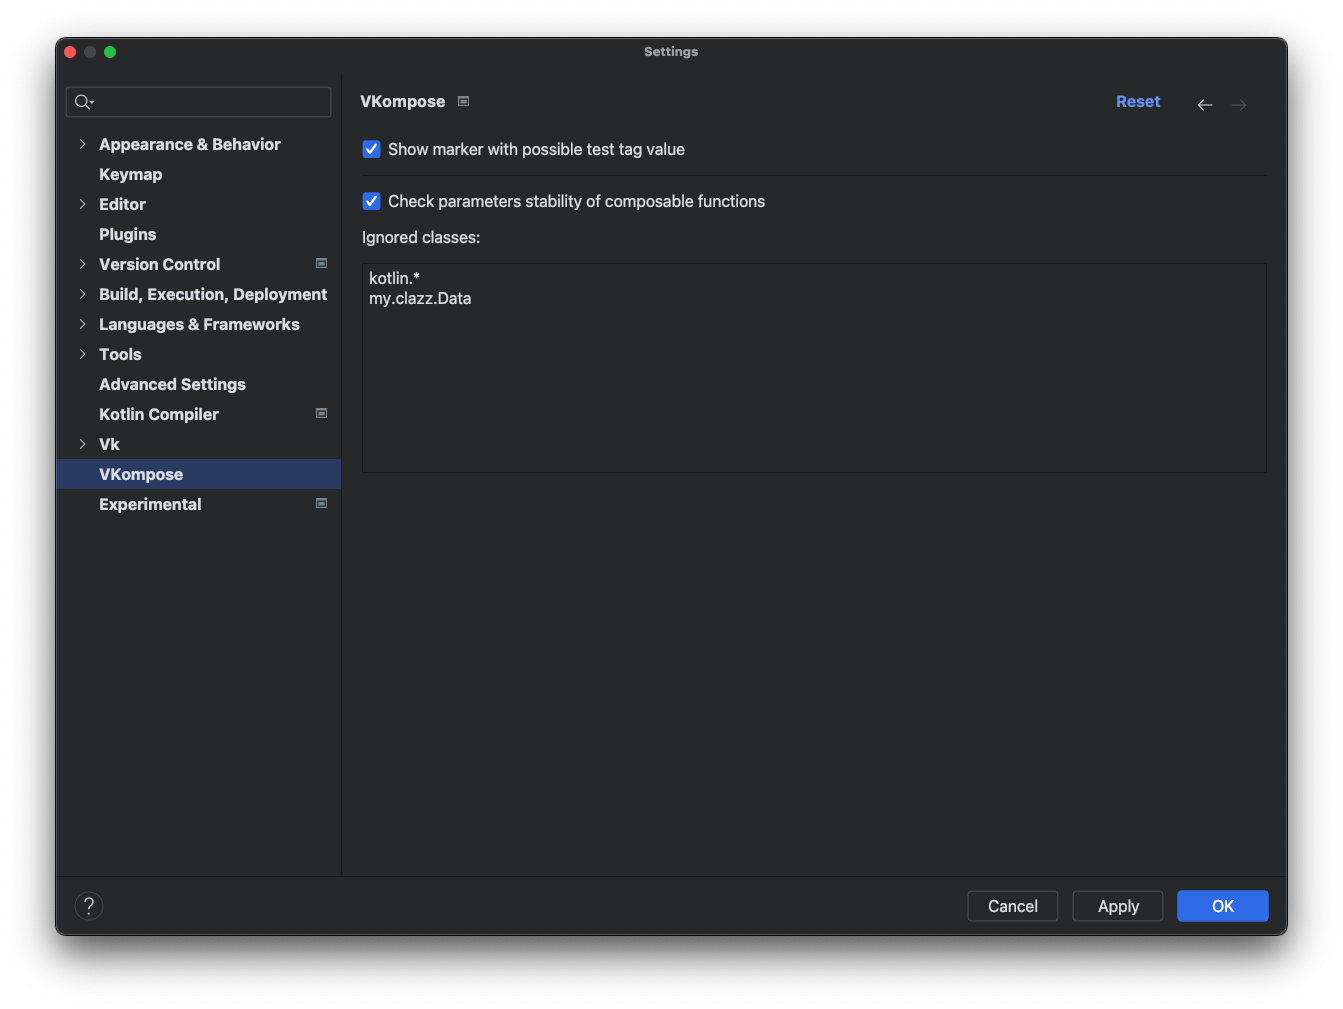 Settings
Appearance & Behavior
Keymap
Editor
Plugins
Version Control
Build, Execution, Deployment
Languages & Frameworks
Tools
Advanced Settings
Kotlin Compiler
Vk
VKompose
Experimental
VKompose
Reset
Show marker with possible test tag value
Check parameters stability of composable functions
Ignored classes:
kotlin.*
my.clazz.Data
?
Cancel
Apply
OK